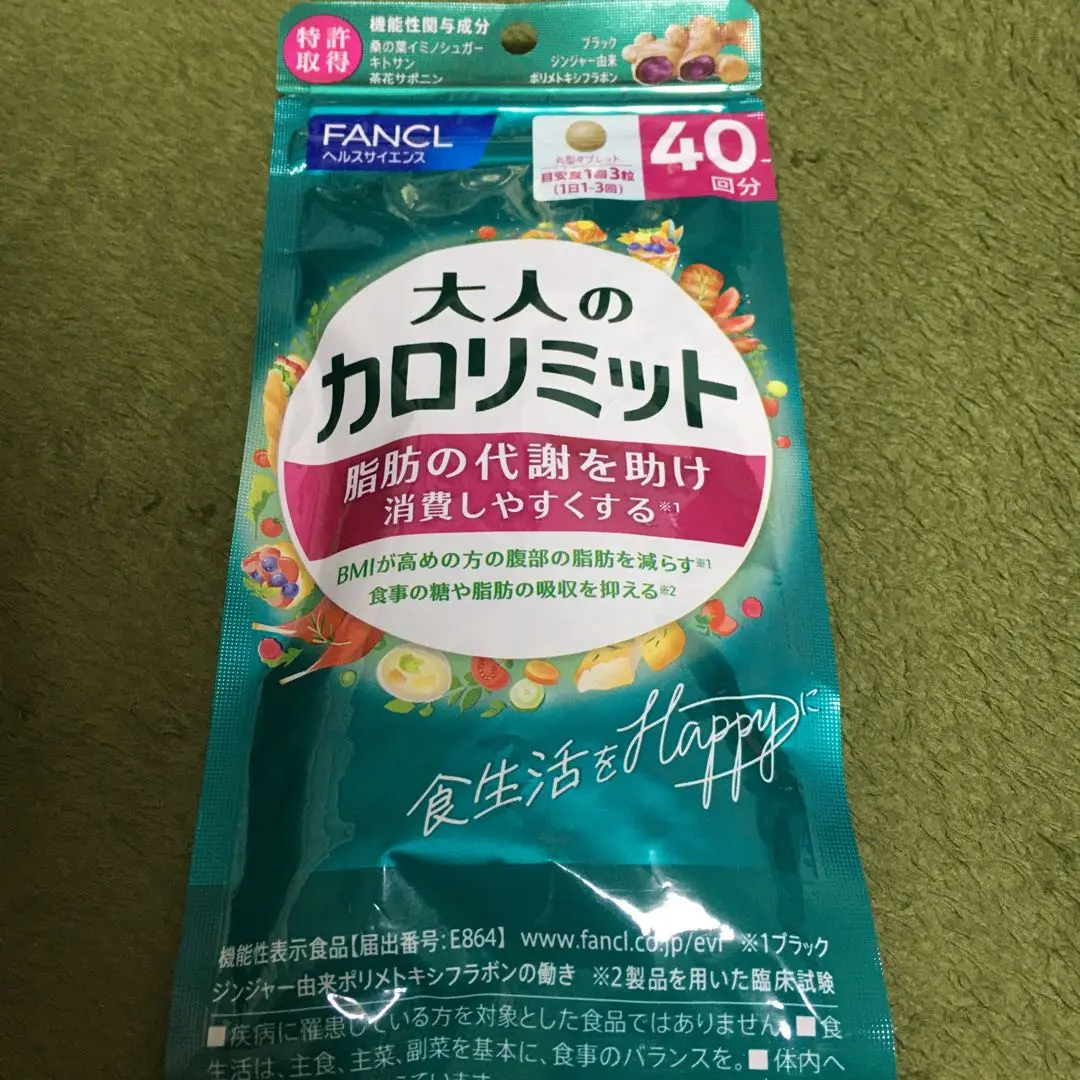 特許
取得
機能性関与成分
桑の葉イミノシュガー
キトサン
茶花サポニン
ブラック
ジンジャー由来
ポリメトキシフラボン
FANCL
ヘルスサイエンス
丸型タブレット
目安量1回3粒
(1日1-3回)
40
回分
大人の
カロリミット
脂肪の代謝を助け
消費しやすくする※1
BMIが高めの方の腹部の脂肪を減らす※1
食事の糖や脂肪の吸収を抑える※2
食生活をHappyに
機能性表示食品【届出番号:E864】 www.fancl.co.jp/evi ※1ブラック
ジンジャー由来ポリメトキシフラボンの働き ※2製品を用いた臨床試験
■疾病に罹患している方を対象とした食品ではありません。■食
生活は、主食、主菜、副菜を基本に、食事のバランスを。■体内へ